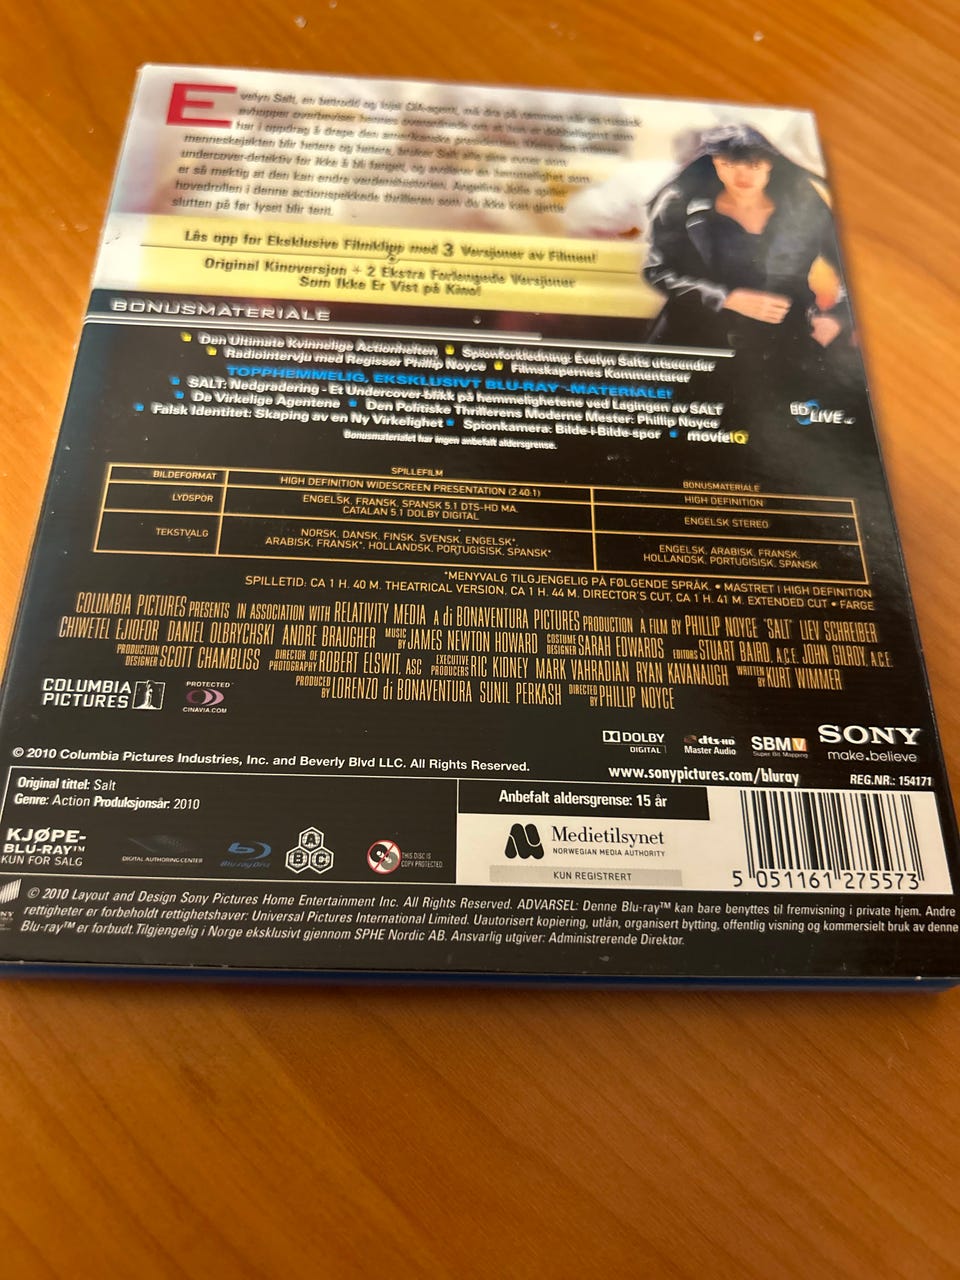 Evelyn Salt, en betrodd og lojal CIA-agent, må dra på rømmen når en russisk
avhopper overbeviser hennes overordnede om at hun er dobbeltagent som
har i oppdrag å drepe den amerikanske presidenten. Mens den intense
menneskejakten blir hetere og hetere, bruker Salt alle sine evner som
undercover-detektiv for ikke å bli fanget, og avslører en hemmelighet som
er så mektig at den kan endre verdenshistorien. Angelina Jolie spiller
hovedrollen i denne actionspekkede thrilleren som du ikke kan gjette
slutten på før lyset blir tent.
Lås opp for Eksklusive Filmklipp med 3 Versjoner av Filmen!
Original Kinoversjon + 2 Ekstra Forlengede Versjoner
Som Ikke Er Vist på Kino!
BONUSMATERIALE
Den Ultimate Kvinnelige Actionhelten • Spionforkledning: Evelyn Salts utseender
Radiointervju med Regissør Phillip Noyce • Filmskapernes Kommentarer
TOPPHEMMELIG, EKSKLUSIVT BLU-RAY™-MATERIALE!
SALT: Nedgradering - Et Undercover-blikk på hemmelighetene ved Lagingen av SALT
De Virkelige Agentene • Den Politiske Thrillerens Moderne Mester: Phillip Noyce
Falsk Identitet: Skaping av en Ny Virkelighet • Spionkamera: Bilde-i-Bilde-spor • movieIQ
Bonusmaterialet har ingen anbefalt aldersgrense.
BD LIVE™
SPILLEFILM BONUSMATERIALE
BILDEFORMAT HIGH DEFINITION WIDESCREEN PRESENTATION (2.40:1) HIGH DEFINITION
LYDSPOR ENGELSK, FRANSK, SPANSK 5.1 DTS-HD MA. ENGELSK STEREO
CATALAN 5.1 DOLBY DIGITAL
TEKSTVALG NORSK, DANSK, FINSK, SVENSK, ENGELSK*, ENGELSK, ARABISK, FRANSK,
ARABISK, FRANSK*, HOLLANDSK, PORTUGISISK, SPANSK* HOLLANDSK, PORTUGISISK, SPANSK
*MENYVALG TILGJENGELIG PÅ FØLGENDE SPRÅK. • MASTRET I HIGH DEFINITION
SPILLETID: CA 1 H. 40 M. THEATRICAL VERSION, CA 1 H. 44 M. DIRECTOR'S CUT, CA 1 H. 41 M. EXTENDED CUT • FARGE
COLUMBIA PICTURES PRESENTS IN ASSOCIATION WITH RELATIVITY MEDIA A di BONAVENTURA PICTURES PRODUCTION A FILM BY PHILLIP NOYCE "SALT" LIEV SCHREIBER
CHIWETEL EJIOFOR DANIEL OLBRYCHSKI ANDRE BRAUGHER MUSIC BY JAMES NEWTON HOWARD COSTUME DESIGNER SARAH EDWARDS EDITORS STUART BAIRD, A.C.E. JOHN GILROY, A.C.E.
PRODUCTION DESIGNER SCOTT CHAMBLISS DIRECTOR OF PHOTOGRAPHY ROBERT ELSWIT, ASC EXECUTIVE PRODUCERS RIC KIDNEY MARK VAHRADIAN RYAN KAVANAUGH WRITTEN BY KURT WIMMER
PRODUCED BY LORENZO di BONAVENTURA SUNIL PERKASH DIRECTED BY PHILLIP NOYCE
COLUMBIA
PICTURES
PROTECTED
CINAVIA.COM
DOLBY
DIGITAL
dts-HD
Master Audio
SBMV
Super Bit Mapping
SONY
make.believe
© 2010 Columbia Pictures Industries, Inc. and Beverly Blvd LLC. All Rights Reserved.
www.sonypictures.com/bluray
REG.NR.: 154171
Original tittel: Salt
Genre: Action Produksjonsår: 2010
KJØPE-
BLU-RAY™
KUN FOR SALG
DIGITAL AUTHORING CENTER
Blu-ray Disc
A
B C
THIS DISC IS
COPY PROTECTED
Anbefalt aldersgrense: 15 år
Medietilsynet
NORWEGIAN MEDIA AUTHORITY
KUN REGISTRERT
5 051161 275573
© 2010 Layout and Design Sony Pictures Home Entertainment Inc. All Rights Reserved. ADVARSEL: Denne Blu-ray™ kan bare benyttes til fremvisning i private hjem. Andre
rettigheter er forbeholdt rettighetshaver: Universal Pictures International Limited. Uautorisert kopiering, utlån, organisert bytting, offentlig visning og kommersielt bruk av denne
Blu-ray™ er forbudt. Tilgjengelig i Norge eksklusivt gjennom SPHE Nordic AB. Ansvarlig utgiver: Administrerende Direktør.